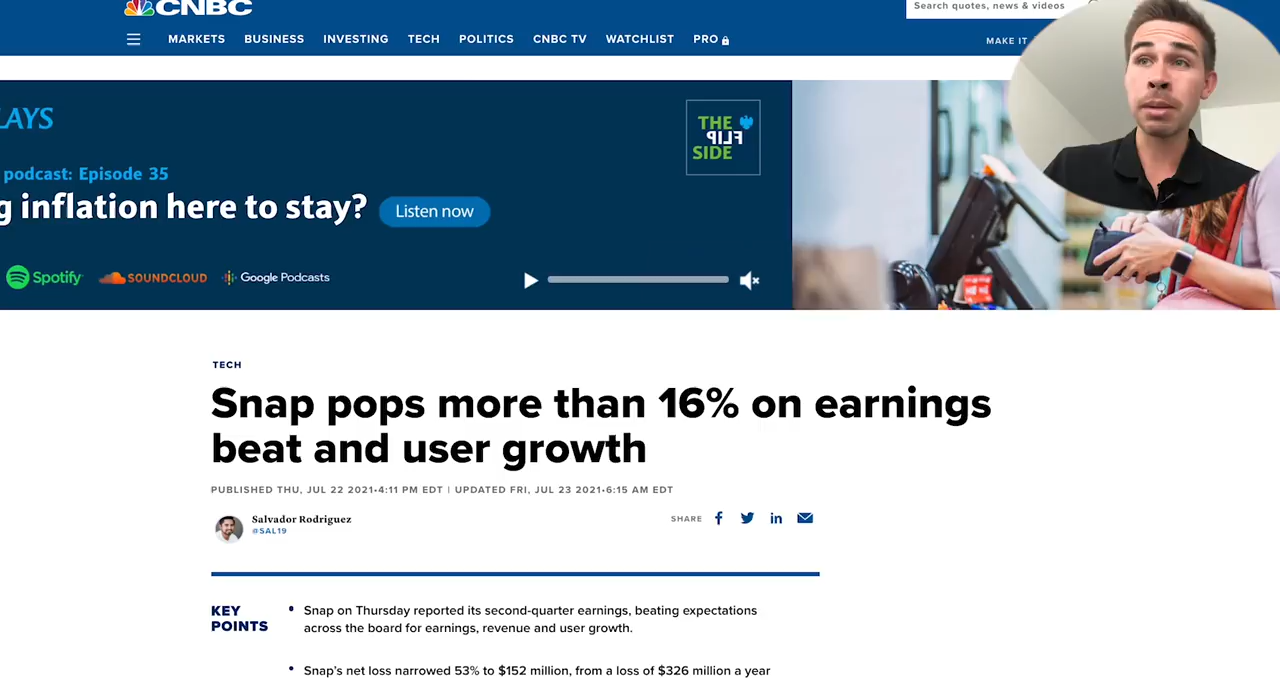 CNBC
Search quotes, news & videos
MARKETS BUSINESS INVESTING TECH POLITICS CNBC TV WATCHLIST PRO
MAKE IT
LAYS
THE
FLIP
SIDE
podcast: Episode 35
g inflation here to stay? Listen now
Spotify SOUNDCLOUD Google Podcasts
TECH
Snap pops more than 16% on earnings
beat and user growth
PUBLISHED THU, JUL 22 2021•4:11 PM EDT | UPDATED FRI, JUL 23 2021•6:15 AM EDT
Salvador Rodriguez
@SAL19
SHARE
KEY
POINTS
• Snap on Thursday reported its second-quarter earnings, beating expectations
across the board for earnings, revenue and user growth.
• Snap’s net loss narrowed 53% to $152 million, from a loss of $326 million a year